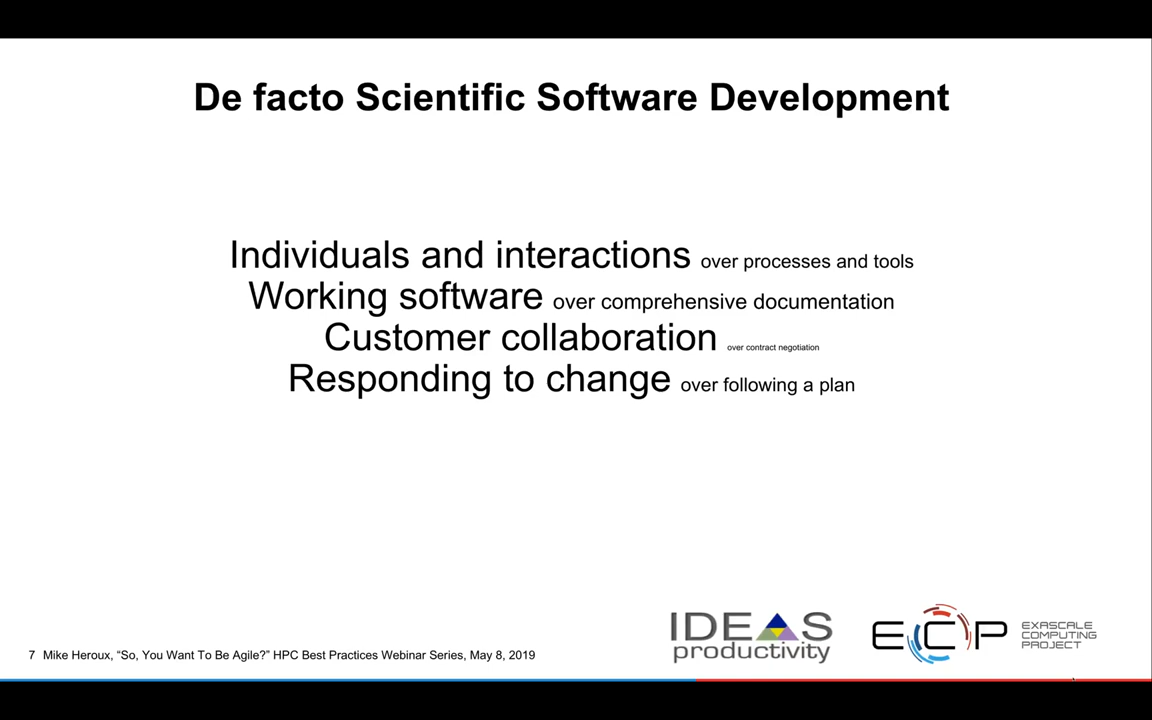 De facto Scientific Software Development
Individuals and interactions over processes and tools
Working software over comprehensive documentation
Customer collaboration over contract negotiation
Responding to change over following a plan
7 Mike Heroux, “So, You Want To Be Agile?” HPC Best Practices Webinar Series, May 8, 2019
IDEAS
productivity
ECP
EXASCALE
COMPUTING
PROJECT